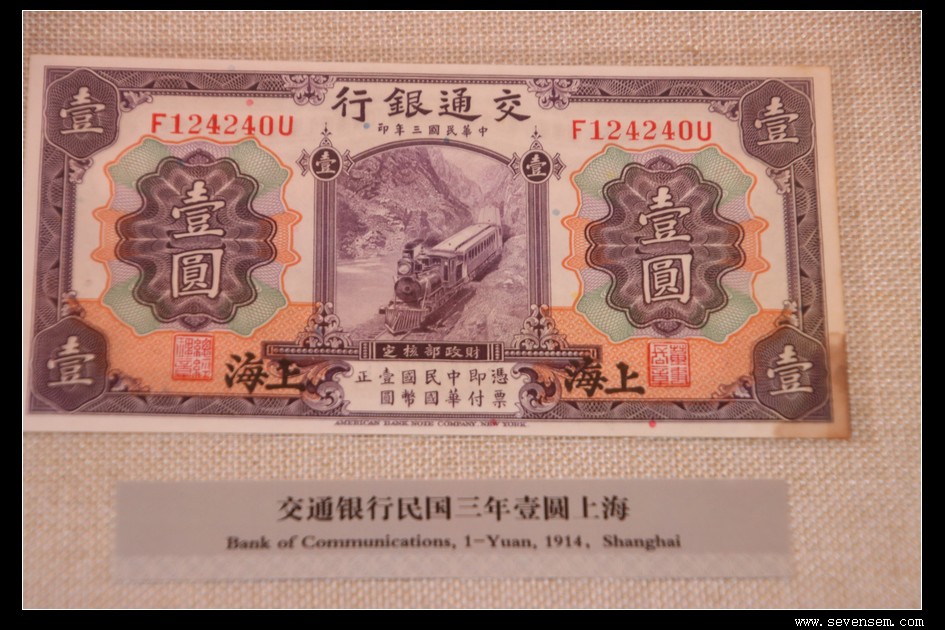 交通銀行
中華民國三年印
F124240U
F124240U
壹
壹
壹
壹
壹圓
壹圓
財政部核定
上海
上海
憑票即付中華民國國幣壹圓正
壹
壹
AMERICAN BANK NOTE COMPANY, NEW YORK.
交通银行民国三年壹圆上海
Bank of Communications, 1-Yuan, 1914, Shanghai
www.sevensem.com